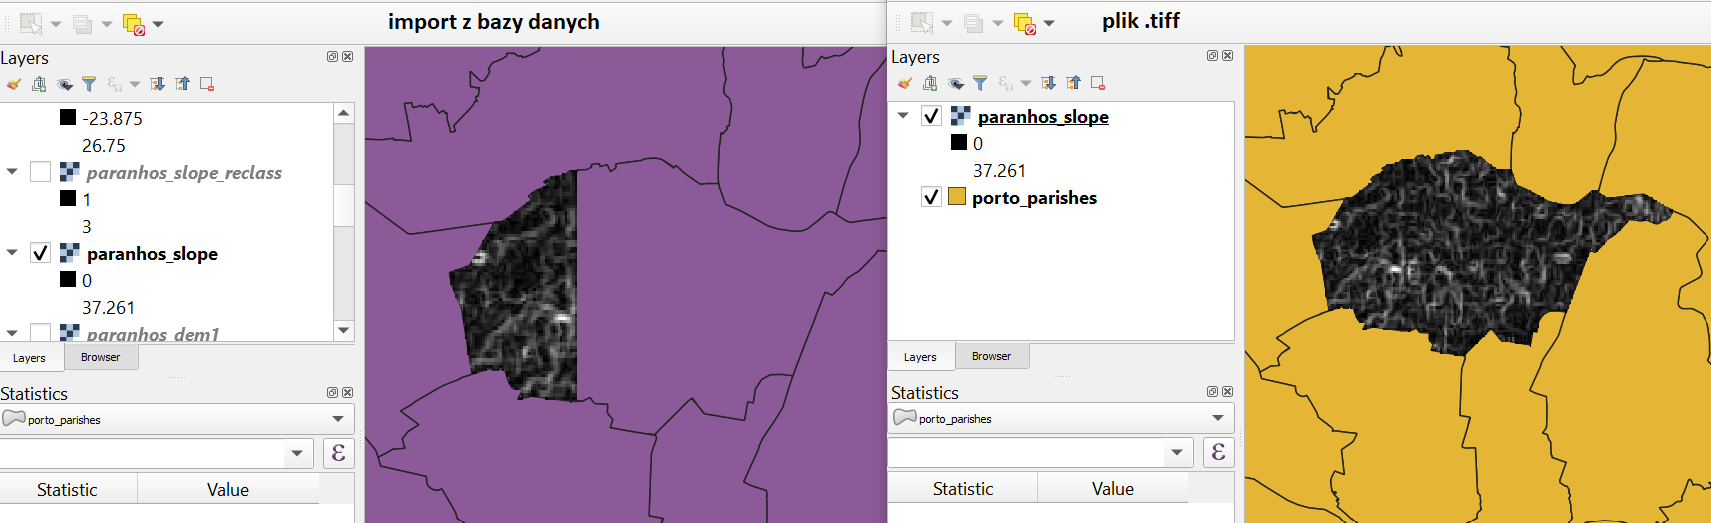 import z bazy danych
Layers
-23.875
26.75
paranhos_slope_reclass
1
3
paranhos_slope
0
37.261
paranhos_dem1
Layers
Browser
Statistics
porto_parishes
ε
Statistic
Value
plik .tiff
Layers
paranhos_slope
0
37.261
porto_parishes
Layers
Browser
Statistics
porto_parishes
ε
Statistic
Value